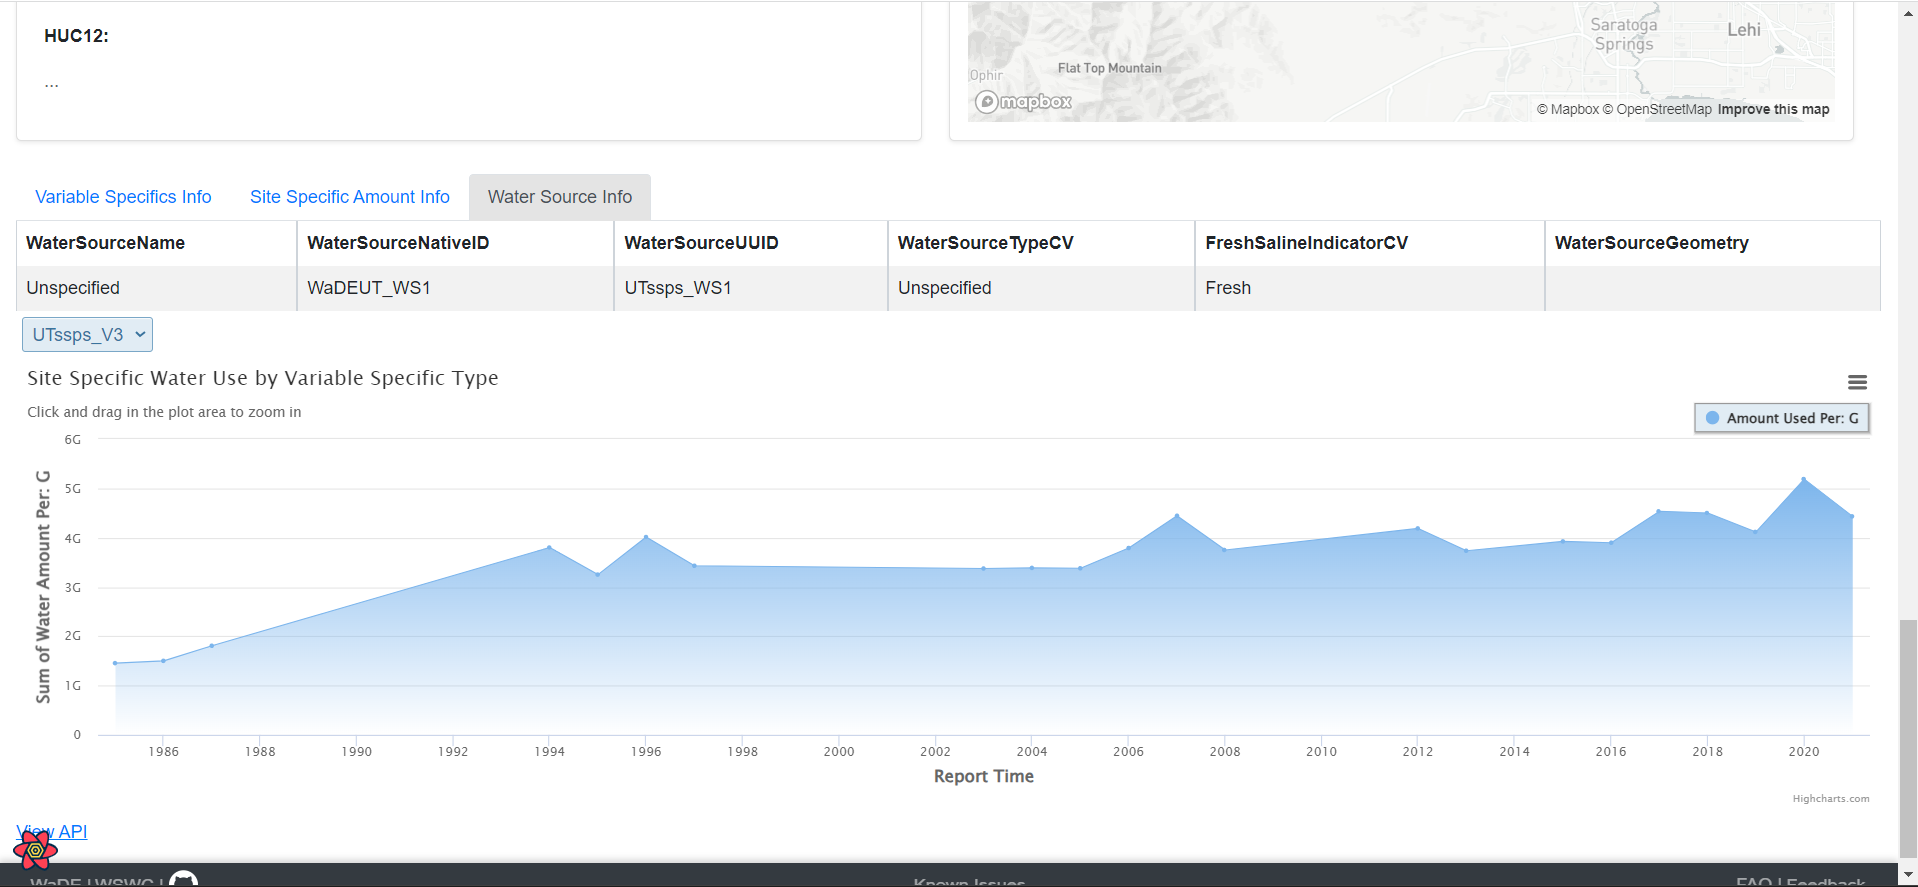 HUC12:
...
Saratoga
Springs
Lehi
Ophir
Flat Top Mountain
mapbox
© Mapbox © OpenStreetMap Improve this map
Variable Specifics Info
Site Specific Amount Info
Water Source Info
WaterSourceName WaterSourceNativeID WaterSourceUUID WaterSourceTypeCV FreshSalineIndicatorCV WaterSourceGeometry
Unspecified WaDEUT_WS1 UTssps_WS1 Unspecified Fresh
UTssps_V3
Site Specific Water Use by Variable Specific Type
Click and drag in the plot area to zoom in
Amount Used Per: G
Sum of Water Amount Per: G
6G
5G
4G
3G
2G
1G
0
1986 1988 1990 1992 1994 1996 1998 2000 2002 2004 2006 2008 2010 2012 2014 2016 2018 2020
Report Time
Highcharts.com
View API
WaDE | WSWC |
Known Issues
FAQ | Feedback